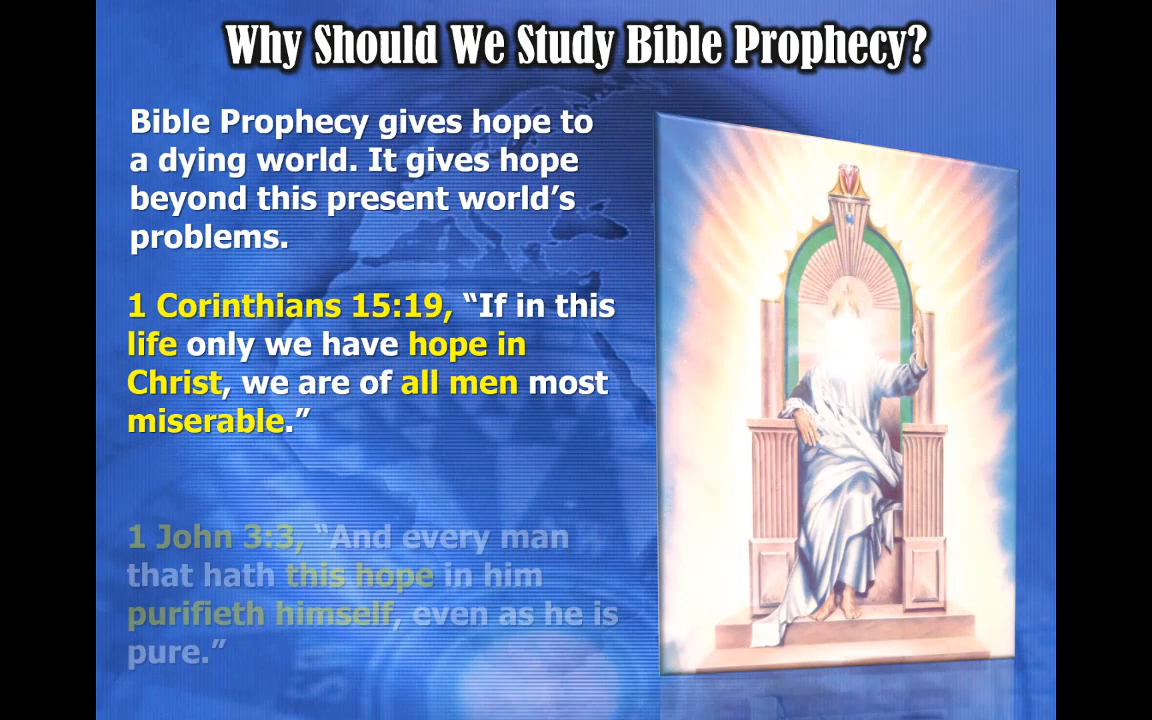 Why Should We Study Bible Prophecy?
Bible Prophecy gives hope to
a dying world. It gives hope
beyond this present world’s
problems.
1 Corinthians 15:19, “If in this
life only we have hope in
Christ, we are of all men most
miserable.”
1 John 3:3, “And every man
that hath this hope in him
purifieth himself, even as he is
pure.”